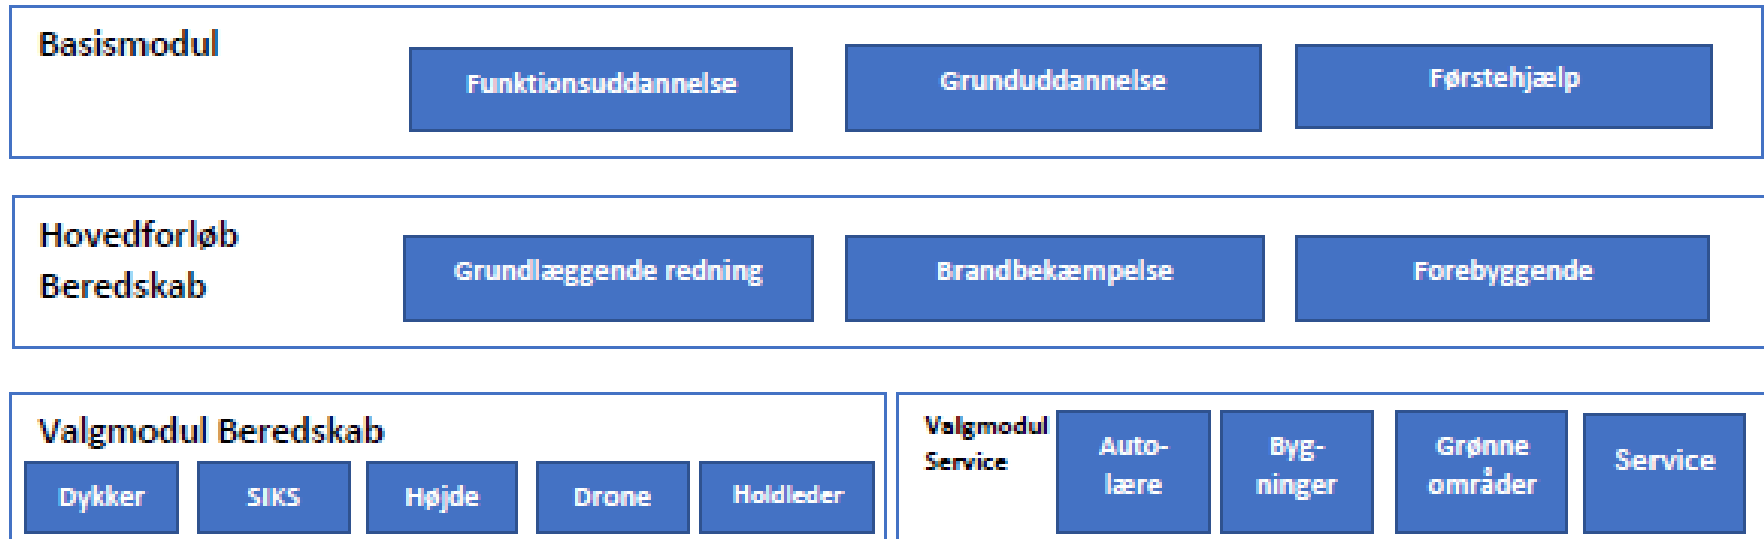 Basismodul
Funktionsuddannelse
Grunduddannelse
Førstehjælp
Hovedforløb
Beredskab
Grundlæggende redning
Brandbekæmpelse
Forebyggende
Valgmodul Beredskab
Dykker
SIKS
Højde
Drone
Holdleder
Valgmodul
Service
Auto-
lære
Byg-
ninger
Grønne
områder
Service